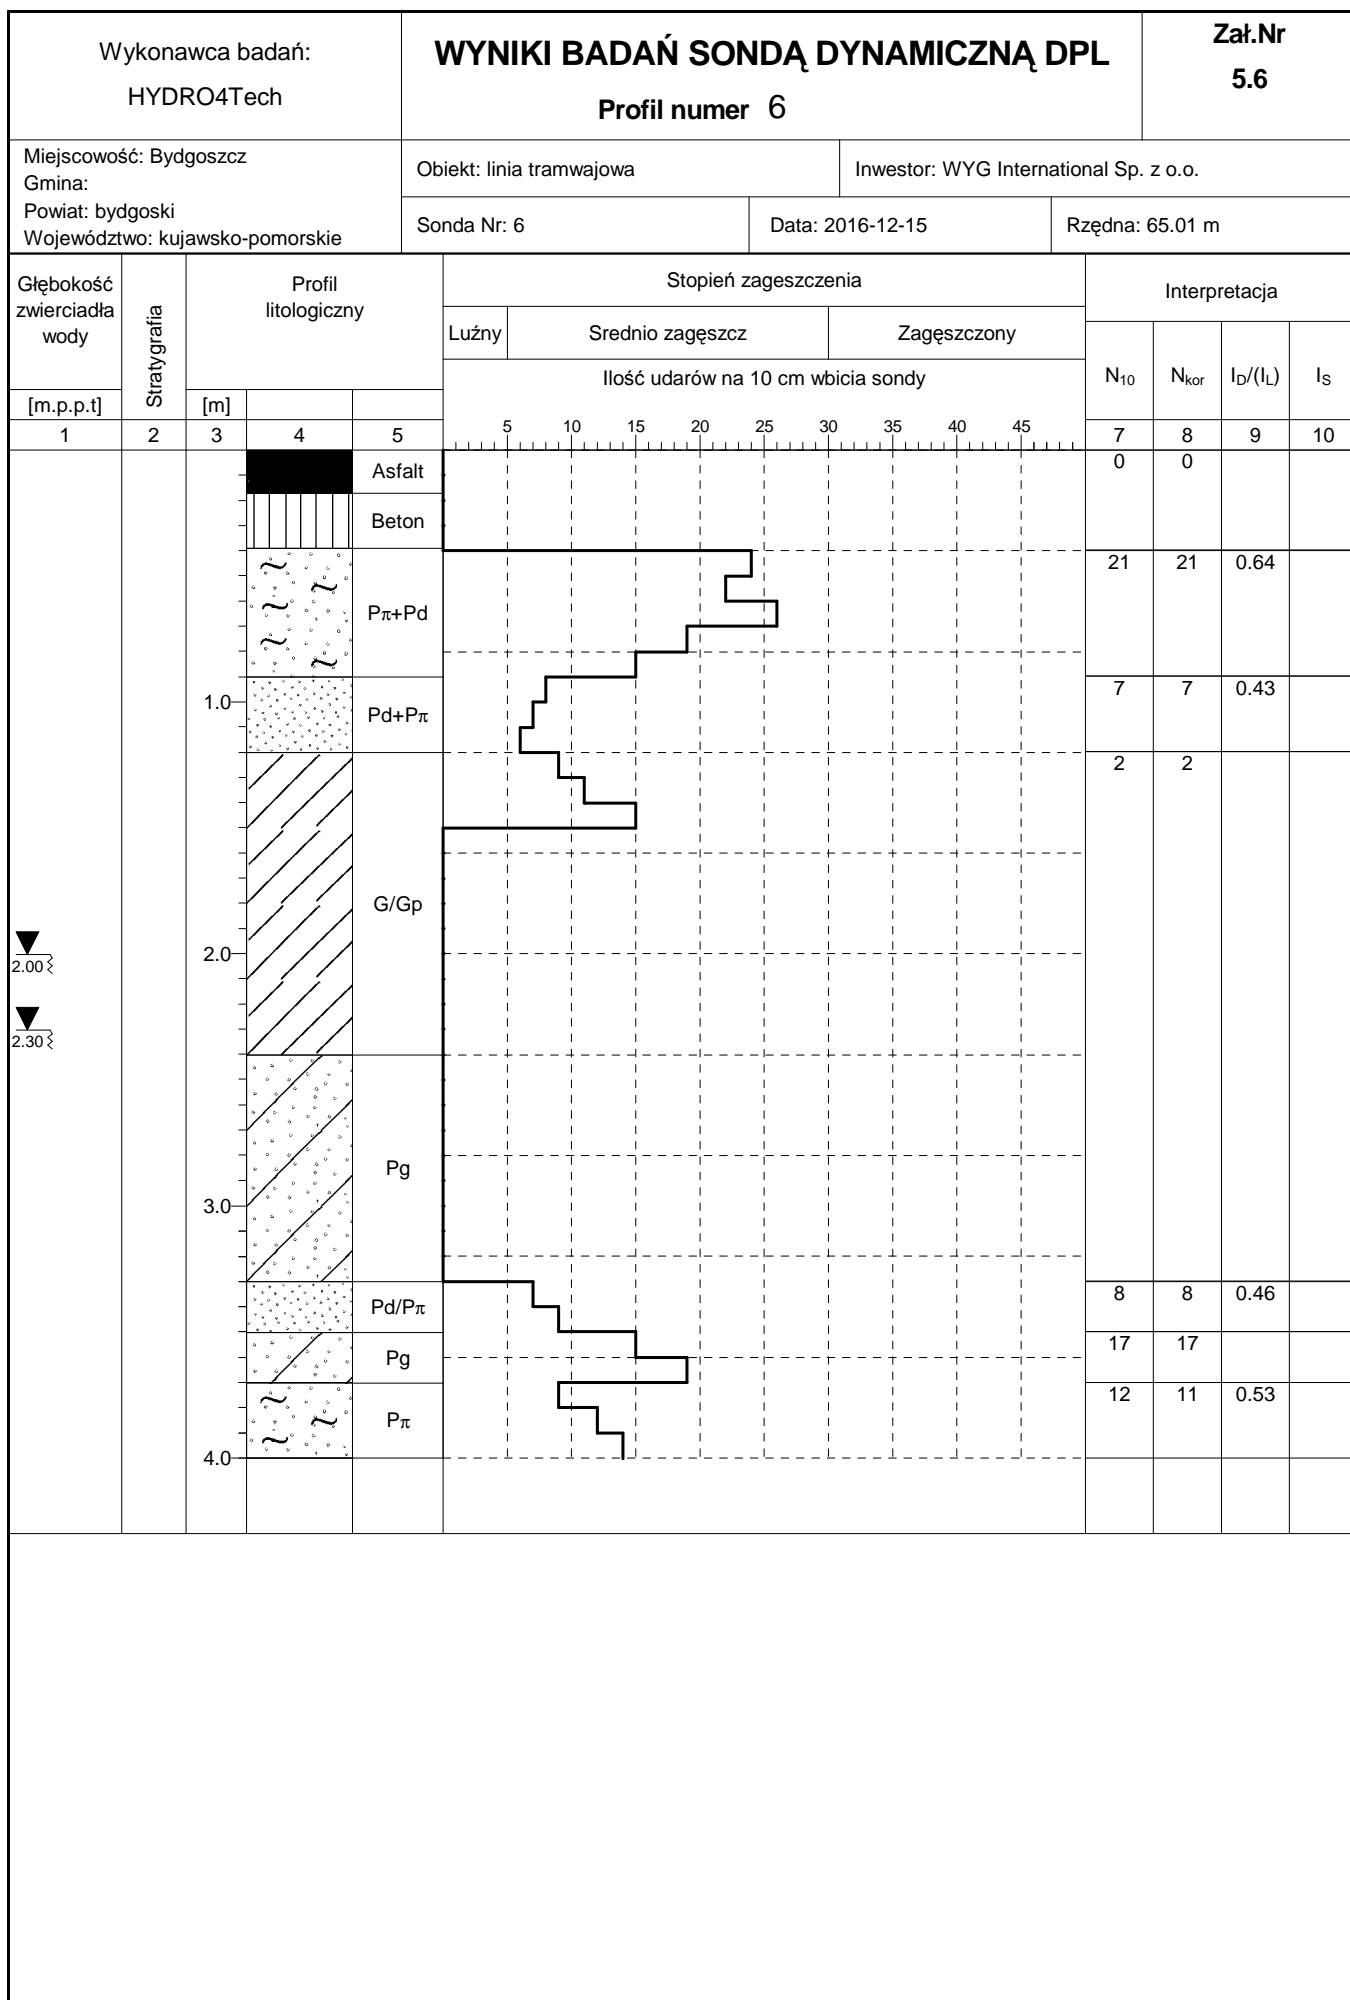 Wykonawca badań:
HYDRO4Tech
WYNIKI BADAŃ SONDĄ DYNAMICZNĄ DPL
Profil numer 6
Zał.Nr
5.6
Miejscowość: Bydgoszcz
Gmina:
Powiat: bydgoski
Województwo: kujawsko-pomorskie
Obiekt: linia tramwajowa
Inwestor: WYG International Sp. z o.o.
Sonda Nr: 6
Data: 2016-12-15
Rzędna: 65.01 m
Głębokość
zwierciadła
wody
[m.p.p.t]
Stratygrafia
Profil
litologiczny
[m]
Stopień zageszczenia
Luźny
Srednio zagęszcz
Zagęszczony
Ilość udarów na 10 cm wbicia sondy
Interpretacja
N10
Nkor
ID/(IL)
IS
1 2 3 4 5
5 10 15 20 25 30 35 40 45
7 8 9 10
Asfalt
0 0
Beton
Pπ+Pd
21 21 0.64
1.0
Pd+Pπ
7 7 0.43
2 2
G/Gp
2.0
2.00
2.30
Pg
3.0
Pd/Pπ
8 8 0.46
Pg
17 17
Pπ
12 11 0.53
4.0